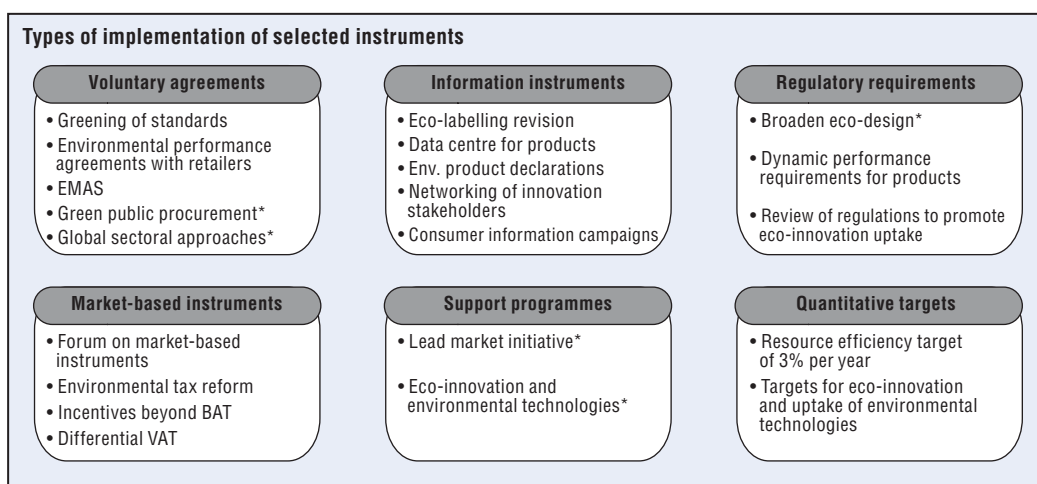 Types of implementation of selected instruments
Voluntary agreements
• Greening of standards
• Environmental performance
agreements with retailers
• EMAS
• Green public procurement*
• Global sectoral approaches*
Information instruments
• Eco-labelling revision
• Data centre for products
• Env. product declarations
• Networking of innovation
stakeholders
• Consumer information campaigns
Regulatory requirements
• Broaden eco-design*
• Dynamic performance
requirements for products
• Review of regulations to promote
eco-innovation uptake
Market-based instruments
• Forum on market-based
instruments
• Environmental tax reform
• Incentives beyond BAT
• Differential VAT
Support programmes
• Lead market initiative*
• Eco-innovation and
environmental technologies*
Quantitative targets
• Resource efficiency target
of 3% per year
• Targets for eco-innovation
and uptake of environmental
technologies